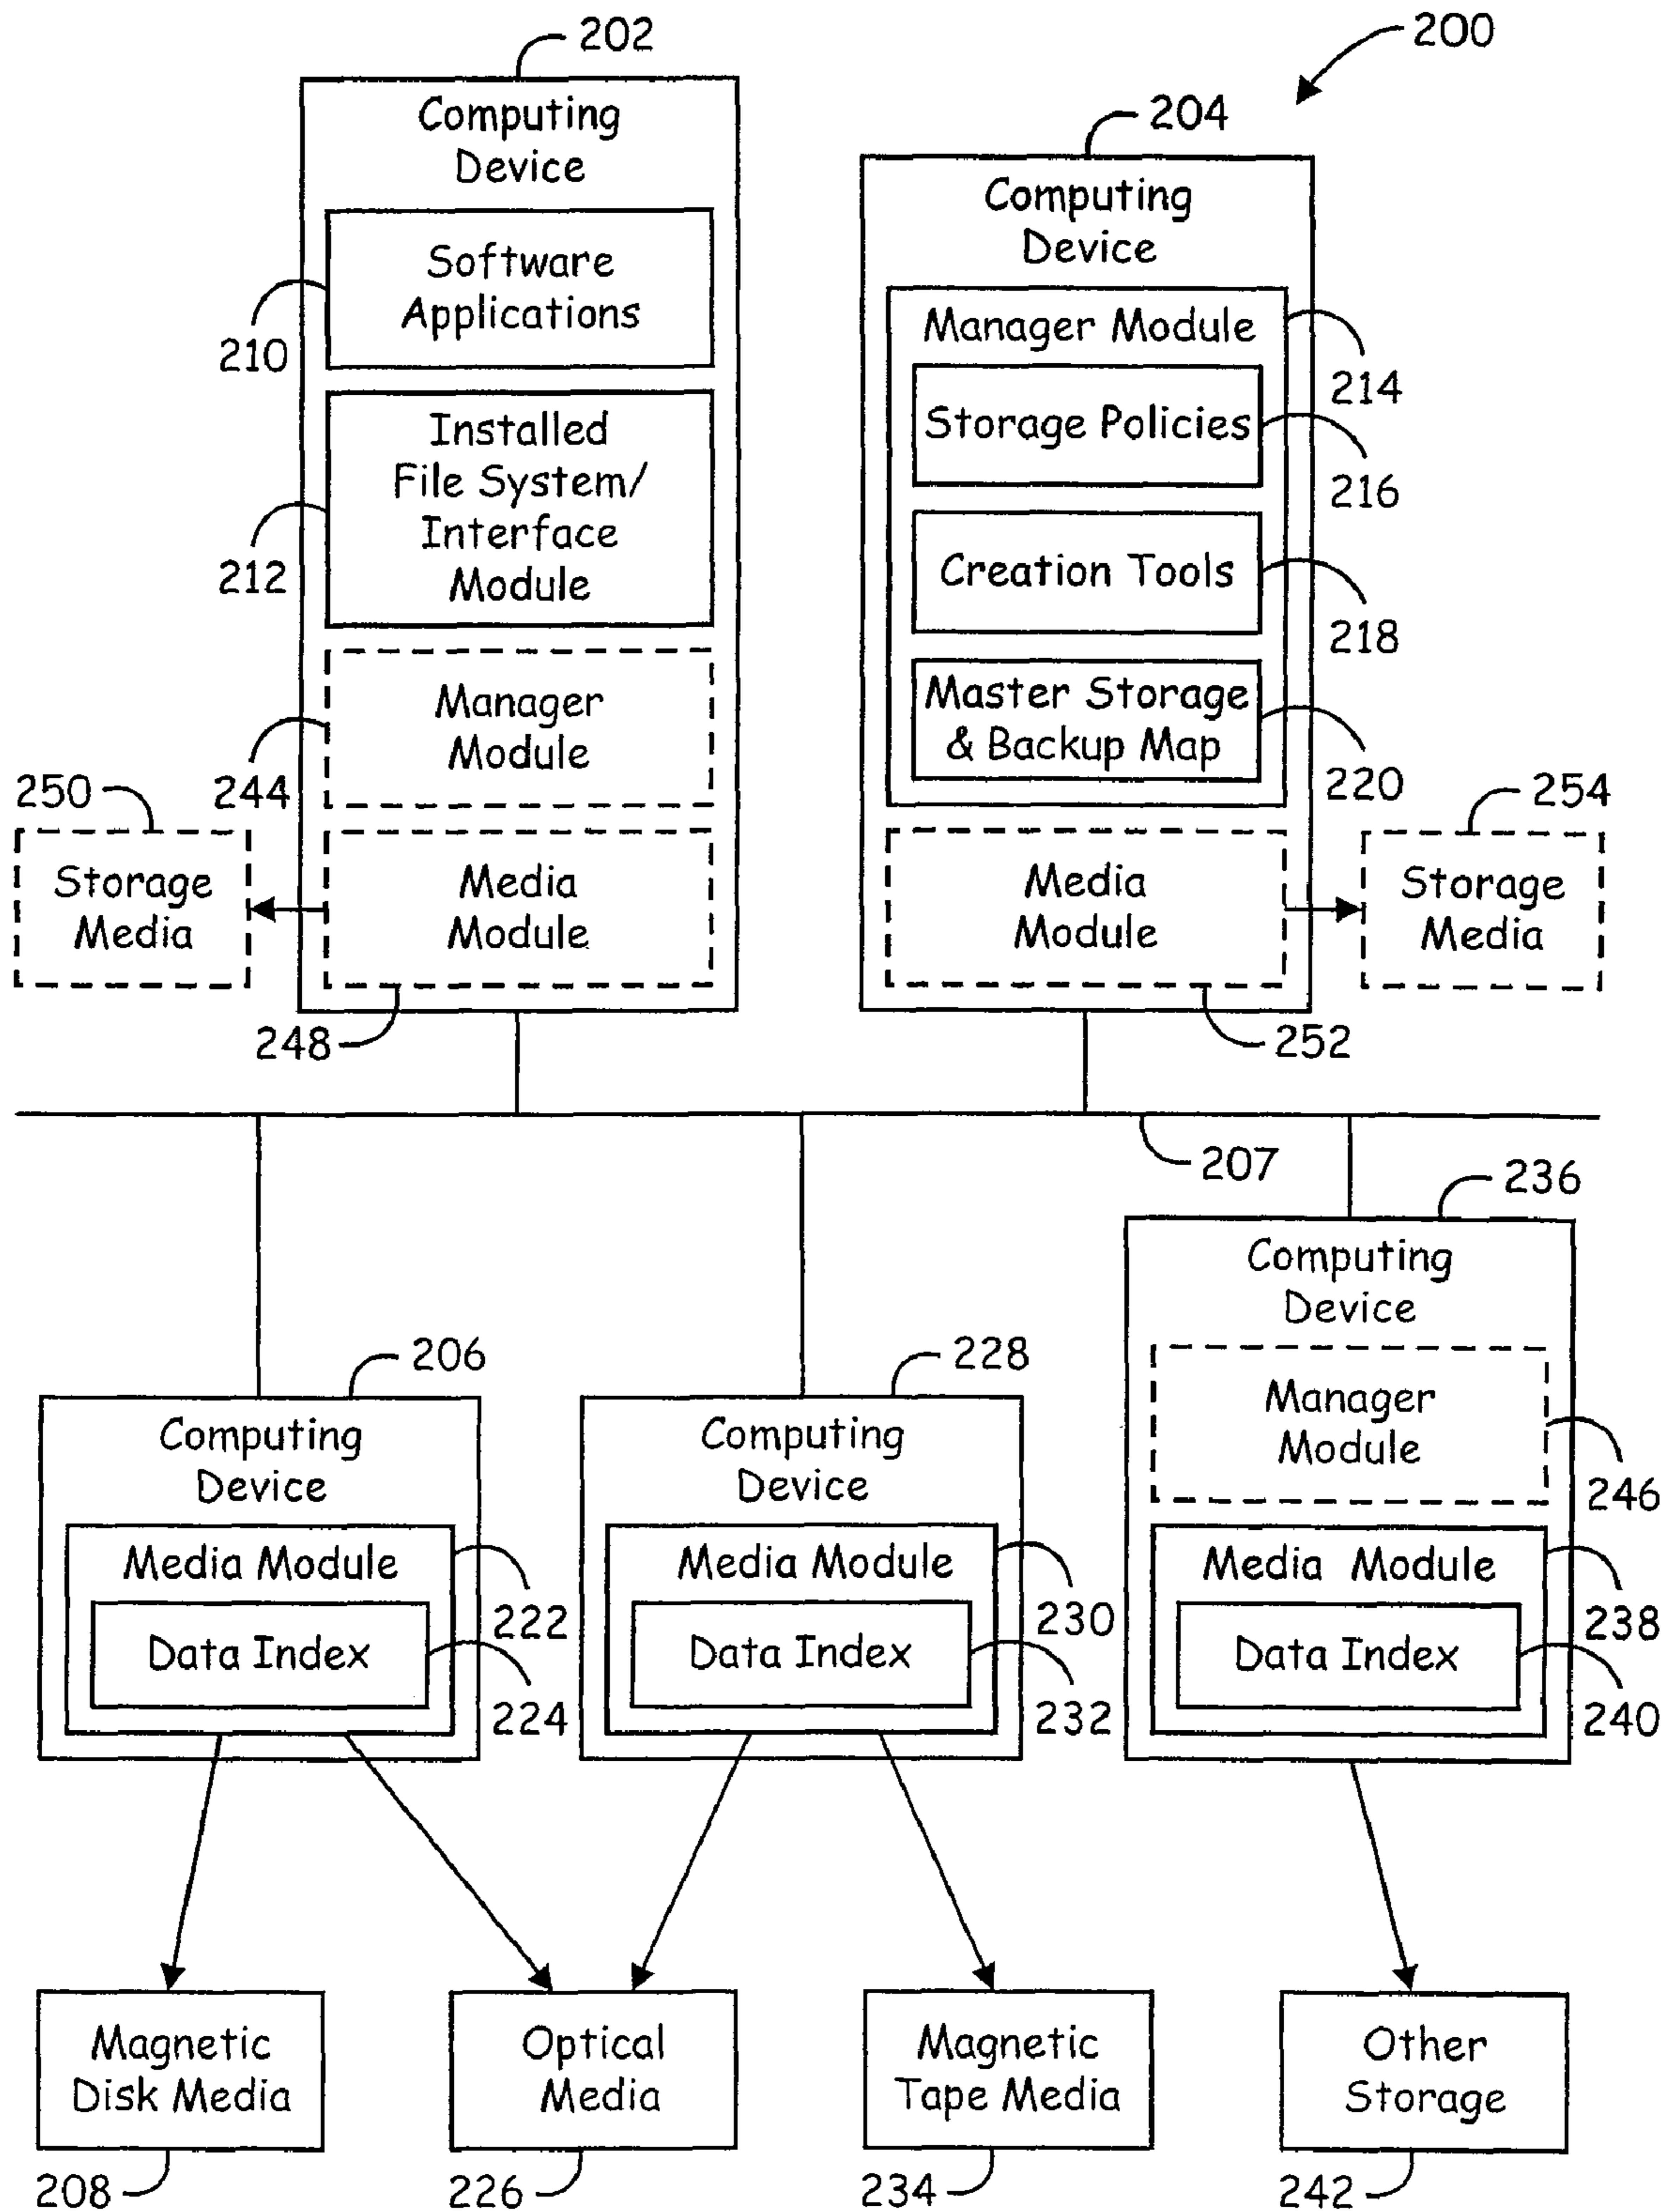 202
200
Computing
Device
204
Computing
Device
Software
Applications
210
Manager Module
214
Storage Policies
216
Installed
File System/
Interface
Module
212
Creation Tools
218
Manager
Module
244
Master Storage
& Backup Map
220
250
Storage
Media
Media
Module
248
Media
Module
252
254
Storage
Media
207
236
Computing
Device
Manager
Module
246
Media Module
238
Data Index
240
206
Computing
Device
Media Module
222
Data Index
224
228
Computing
Device
Media Module
230
Data Index
232
Magnetic
Disk Media
208
Optical
Media
226
Magnetic
Tape Media
234
Other
Storage
242